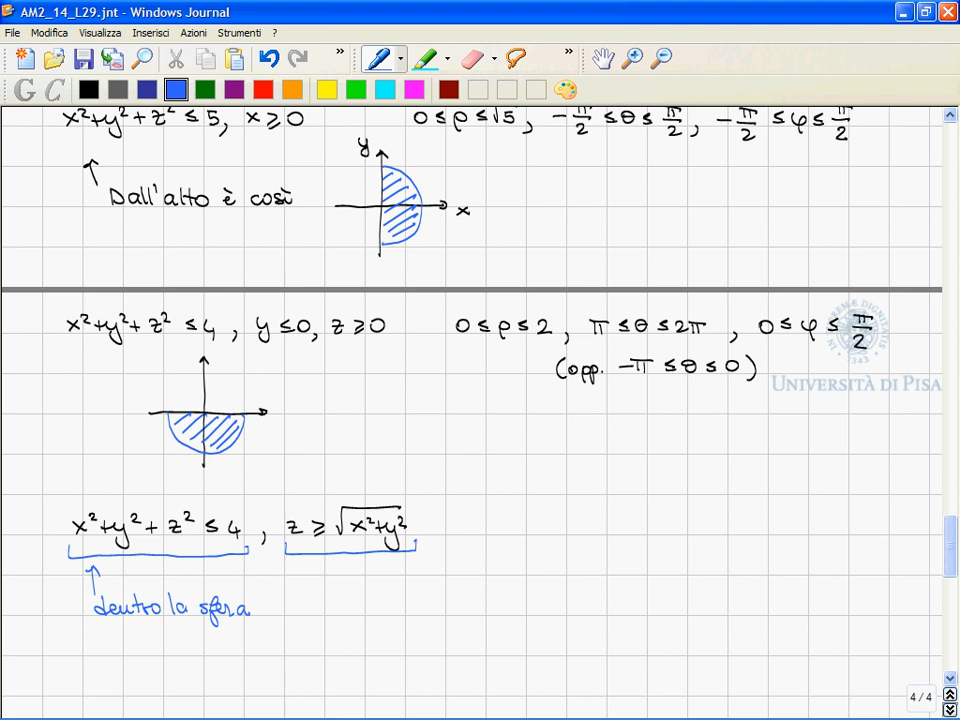 AM2_14_L29.jnt - Windows Journal
File Modifica Visualizza Inserisci Azioni Strumenti ?
G C
x²+y²+z² ≤ 5, x ≥ 0 0 ≤ ρ ≤ √5, -π/2 ≤ θ ≤ π/2, -π/2 ≤ φ ≤ π/2
y
Dall'alto è così
x
x²+y²+z² ≤ 4, y ≤ 0, z ≥ 0 0 ≤ ρ ≤ 2, π ≤ θ ≤ 2π, 0 ≤ φ ≤ π/2
(opp. -π ≤ θ ≤ 0)
UNIVERSITÀ DI PISA
x²+y²+z² ≤ 4, z ≥ √x²+y²
dentro la sfera
4 / 4